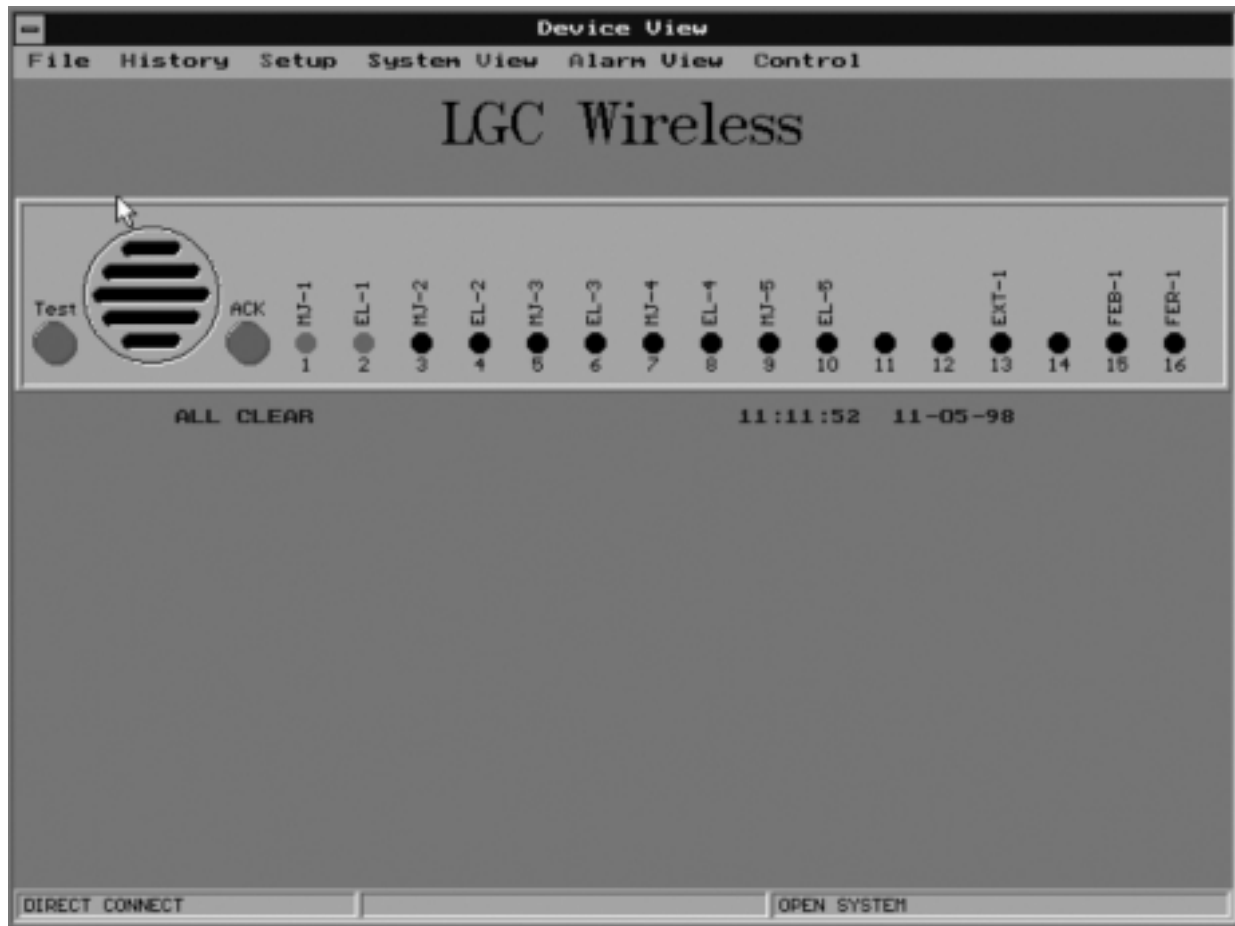 Device View
File History Setup System View Alarm View Control
LGC Wireless
Test
ACK
MJ-1 EL-1 MJ-2 EL-2 MJ-3 EL-3 MJ-4 EL-4 MJ-5 EL-5 EXT-1 FEB-1 FER-1
1 2 3 4 5 6 7 8 9 10 11 12 13 14 15 16
ALL CLEAR 11:11:52 11-05-98
DIRECT CONNECT OPEN SYSTEM